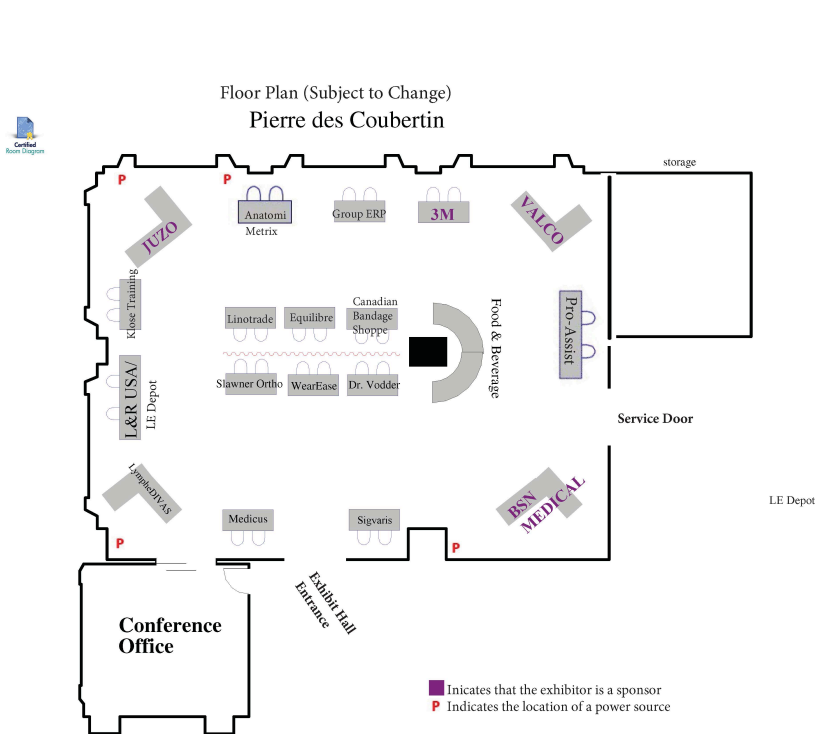 Floor Plan (Subject to Change)
Pierre des Coubertin
Certified
Room Diagram
storage
P
P
JUZO
Anatomi
Metrix
Group ERP
3M
VALCO
Klose Training
Linotrade
Equilibre
Canadian
Bandage
Shoppe
Food & Beverage
Pro-Assist
L&R USA/
LE Depot
Slawner Ortho
WearEase
Dr. Vodder
Service Door
LympheDIVAS
BSN
MEDICAL
LE Depot
Medicus
Sigvaris
P
P
Exhibit Hall
Entrance
Conference
Office
Inicates that the exhibitor is a sponsor
P Indicates the location of a power source